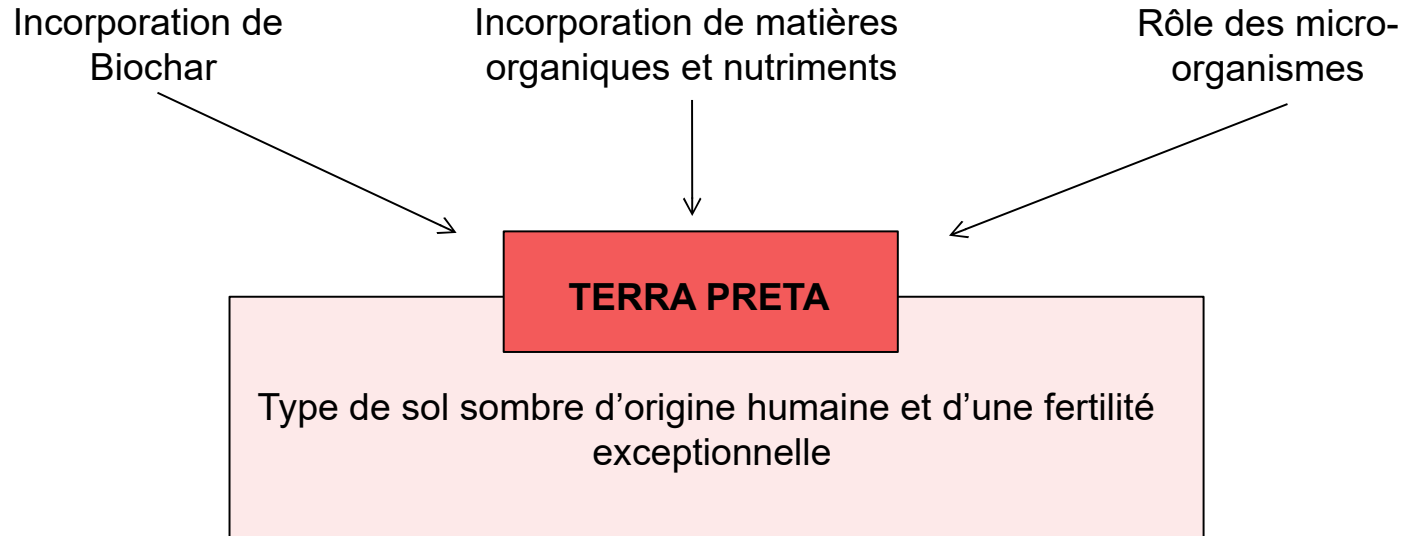 Incorporation de
Biochar
Incorporation de matières
organiques et nutriments
Rôle des micro-
organismes
TERRA PRETA
Type de sol sombre d’origine humaine et d’une fertilité
exceptionnelle